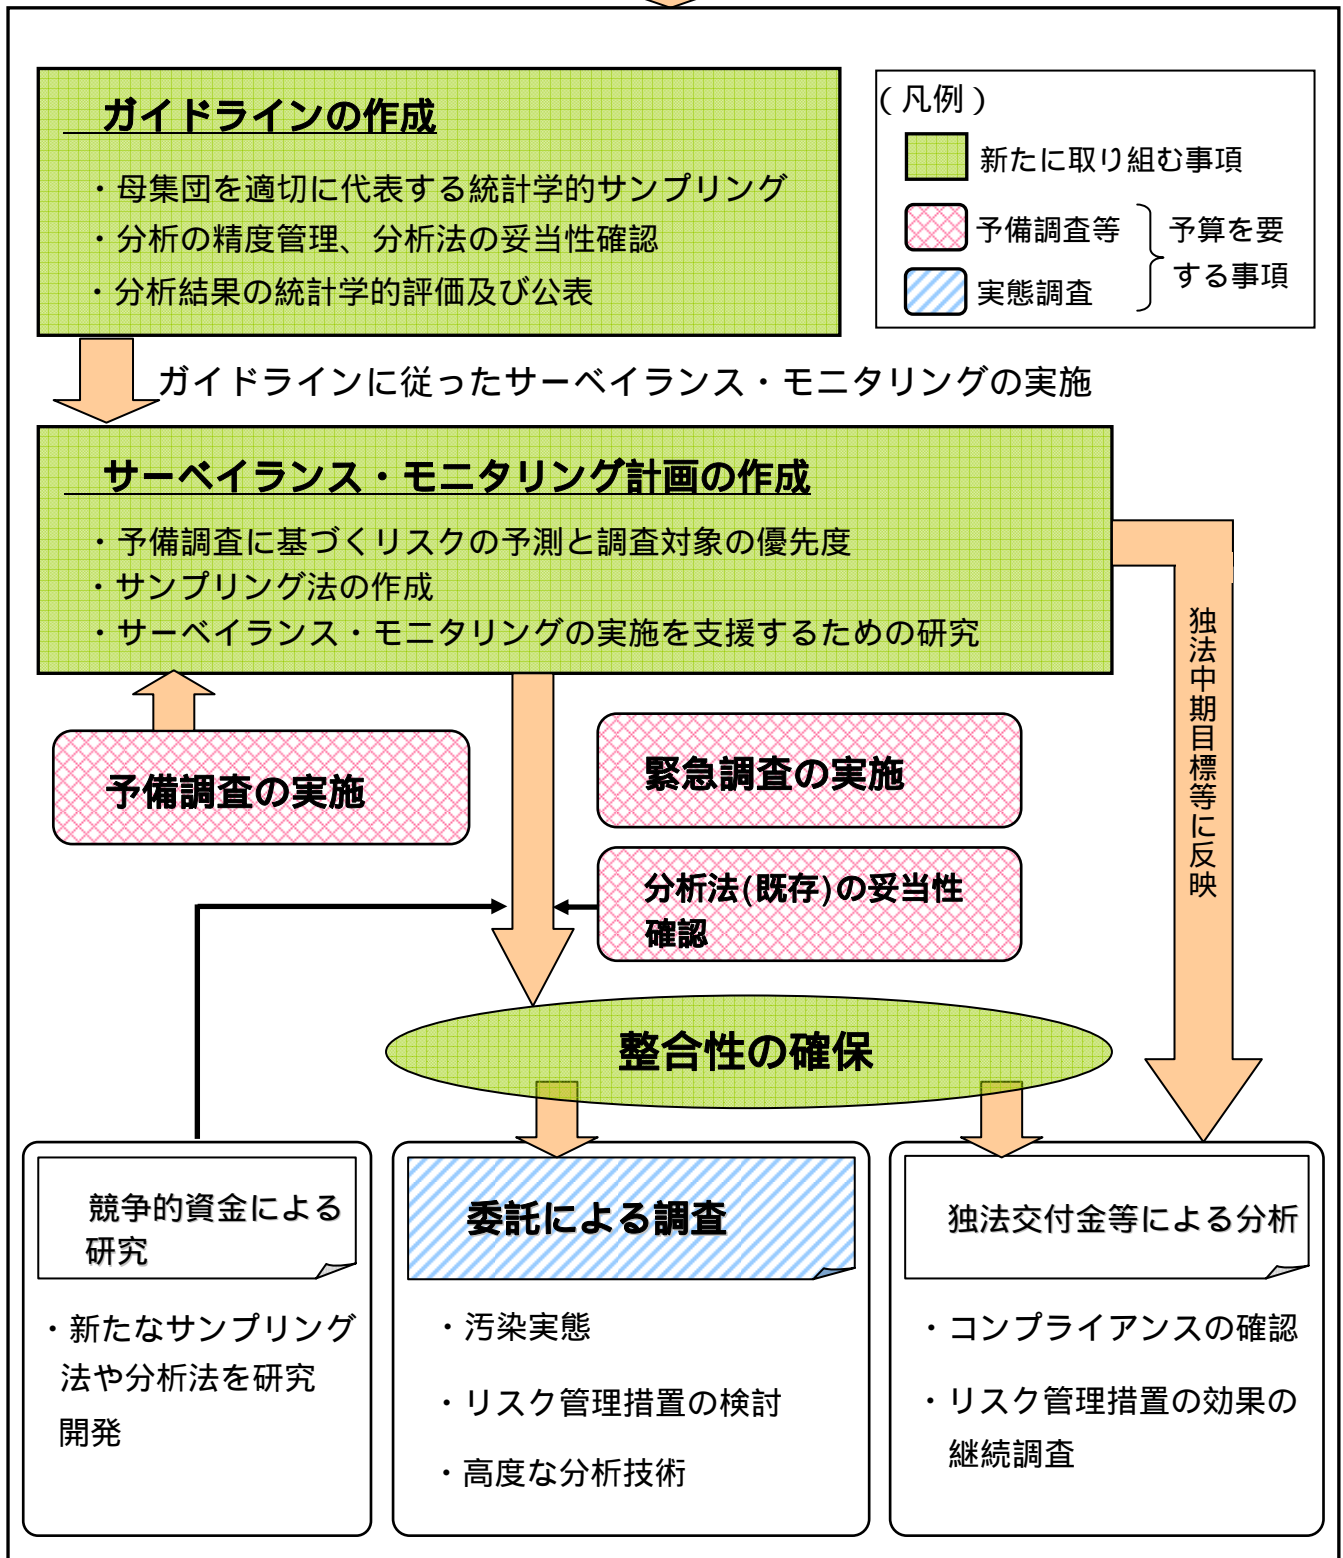 ガイドラインの作成
・母集団を適切に代表する統計学的サンプリング
・分析の精度管理、分析法の妥当性確認
・分析結果の統計学的評価及び公表
(凡例)
新たに取り組む事項
予備調査等
実態調査
予算を要
する事項
ガイドラインに従ったサーベイランス・モニタリングの実施
サーベイランス・モニタリング計画の作成
・予備調査に基づくリスクの予測と調査対象の優先度
・サンプリング法の作成
・サーベイランス・モニタリングの実施を支援するための研究
独法中期目標等に反映
予備調査の実施
緊急調査の実施
分析法(既存)の妥当性
確認
整合性の確保
競争的資金による
研究
・新たなサンプリング
法や分析法を研究
開発
委託による調査
・汚染実態
・リスク管理措置の検討
・高度な分析技術
独法交付金等による分析
・コンプライアンスの確認
・リスク管理措置の効果の
継続調査